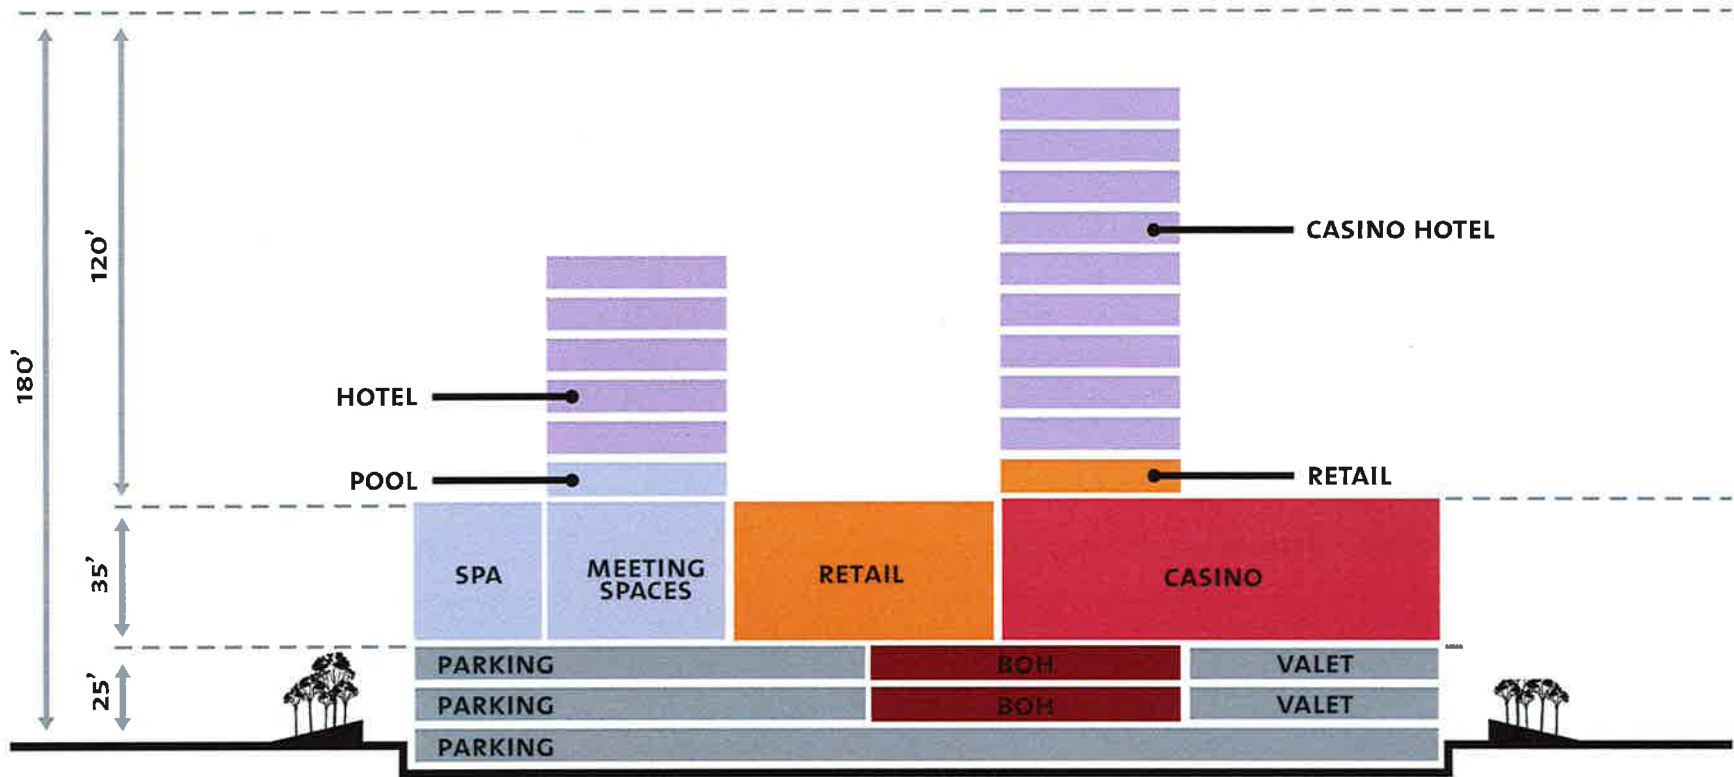 180’
120’
35’
25’
CASINO HOTEL
HOTEL
POOL
RETAIL
SPA
MEETING
SPACES
RETAIL
CASINO
PARKING
BOH
VALET
PARKING
BOH
VALET
PARKING